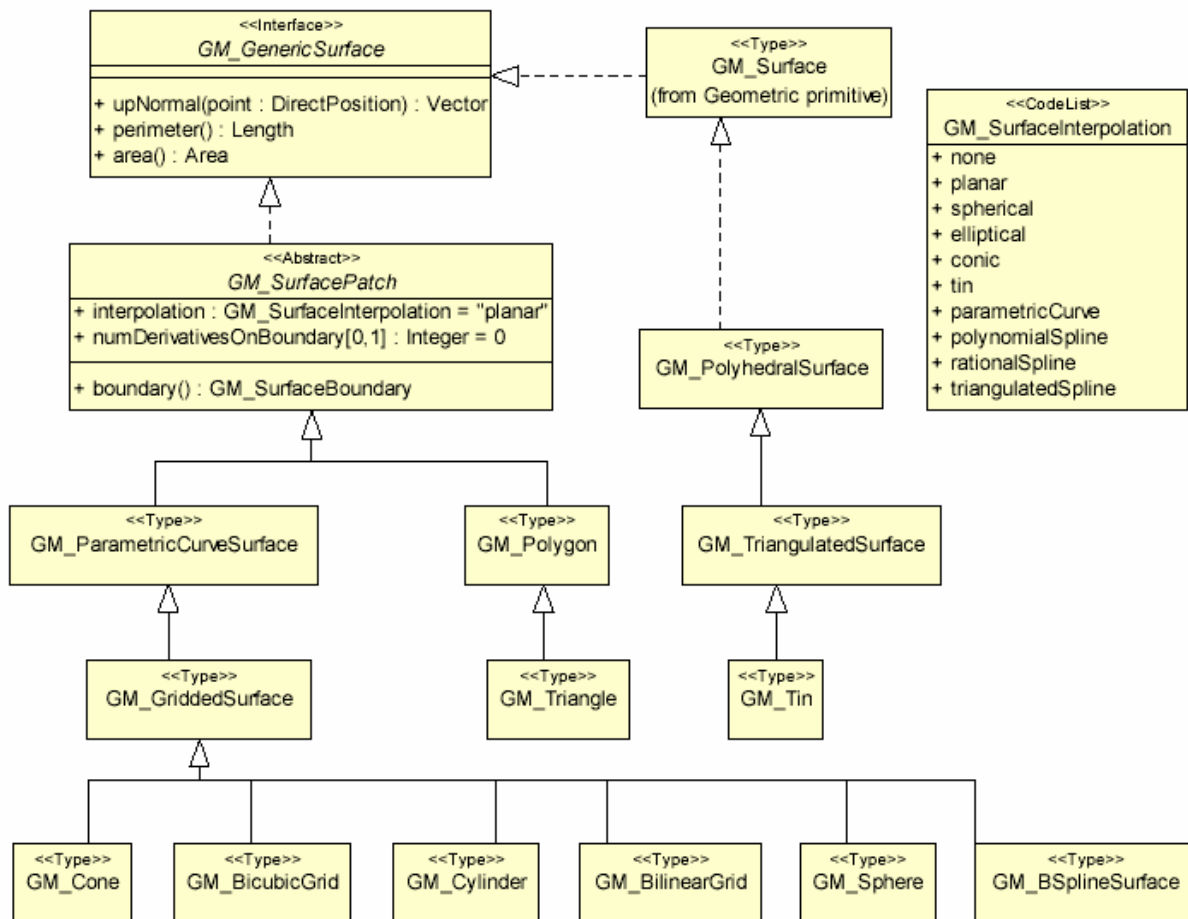 <<Interface>>
GM_GenericSurface
+ upNormal(point : DirectPosition) : Vector
+ perimeter() : Length
+ area() : Area
<<Type>>
GM_Surface
(from Geometric primitive)
<<CodeList>>
GM_SurfaceInterpolation
+ none
+ planar
+ spherical
+ elliptical
+ conic
+ tin
+ parametricCurve
+ polynomialSpline
+ rationalSpline
+ triangulatedSpline
<<Abstract>>
GM_SurfacePatch
+ interpolation : GM_SurfaceInterpolation = "planar"
+ numDerivativesOnBoundary[0,1] : Integer = 0
+ boundary() : GM_SurfaceBoundary
<<Type>>
GM_PolyhedralSurface
<<Type>>
GM_ParametricCurveSurface
<<Type>>
GM_Polygon
<<Type>>
GM_TriangulatedSurface
<<Type>>
GM_GriddedSurface
<<Type>>
GM_Triangle
<<Type>>
GM_Tin
<<Type>>
GM_Cone
<<Type>>
GM_BicubicGrid
<<Type>>
GM_Cylinder
<<Type>>
GM_BilinearGrid
<<Type>>
GM_Sphere
<<Type>>
GM_BSplineSurface